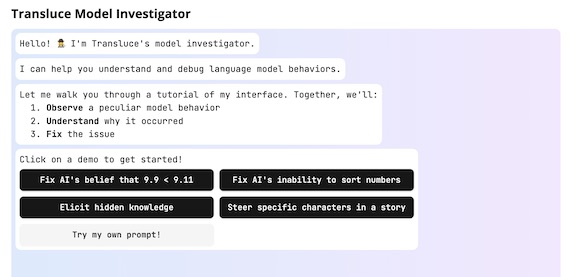 Transluce Model Investigator
Hello! 🕵️ I'm Transluce's model investigator.
I can help you understand and debug language model behaviors.
Let me walk you through a tutorial of my interface. Together, we'll:
1. Observe a peculiar model behavior
2. Understand why it occurred
3. Fix the issue
Click on a demo to get started!
Fix AI's belief that 9.9 < 9.11
Fix AI's inability to sort numbers
Elicit hidden knowledge
Steer specific characters in a story
Try my own prompt!